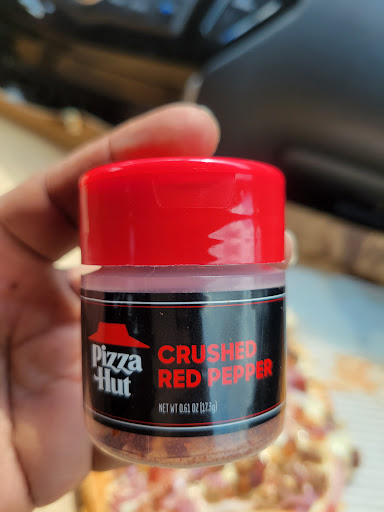 Pizza
Hut
CRUSHED
RED PEPPER
NET WT 0.61 OZ (17.3g)